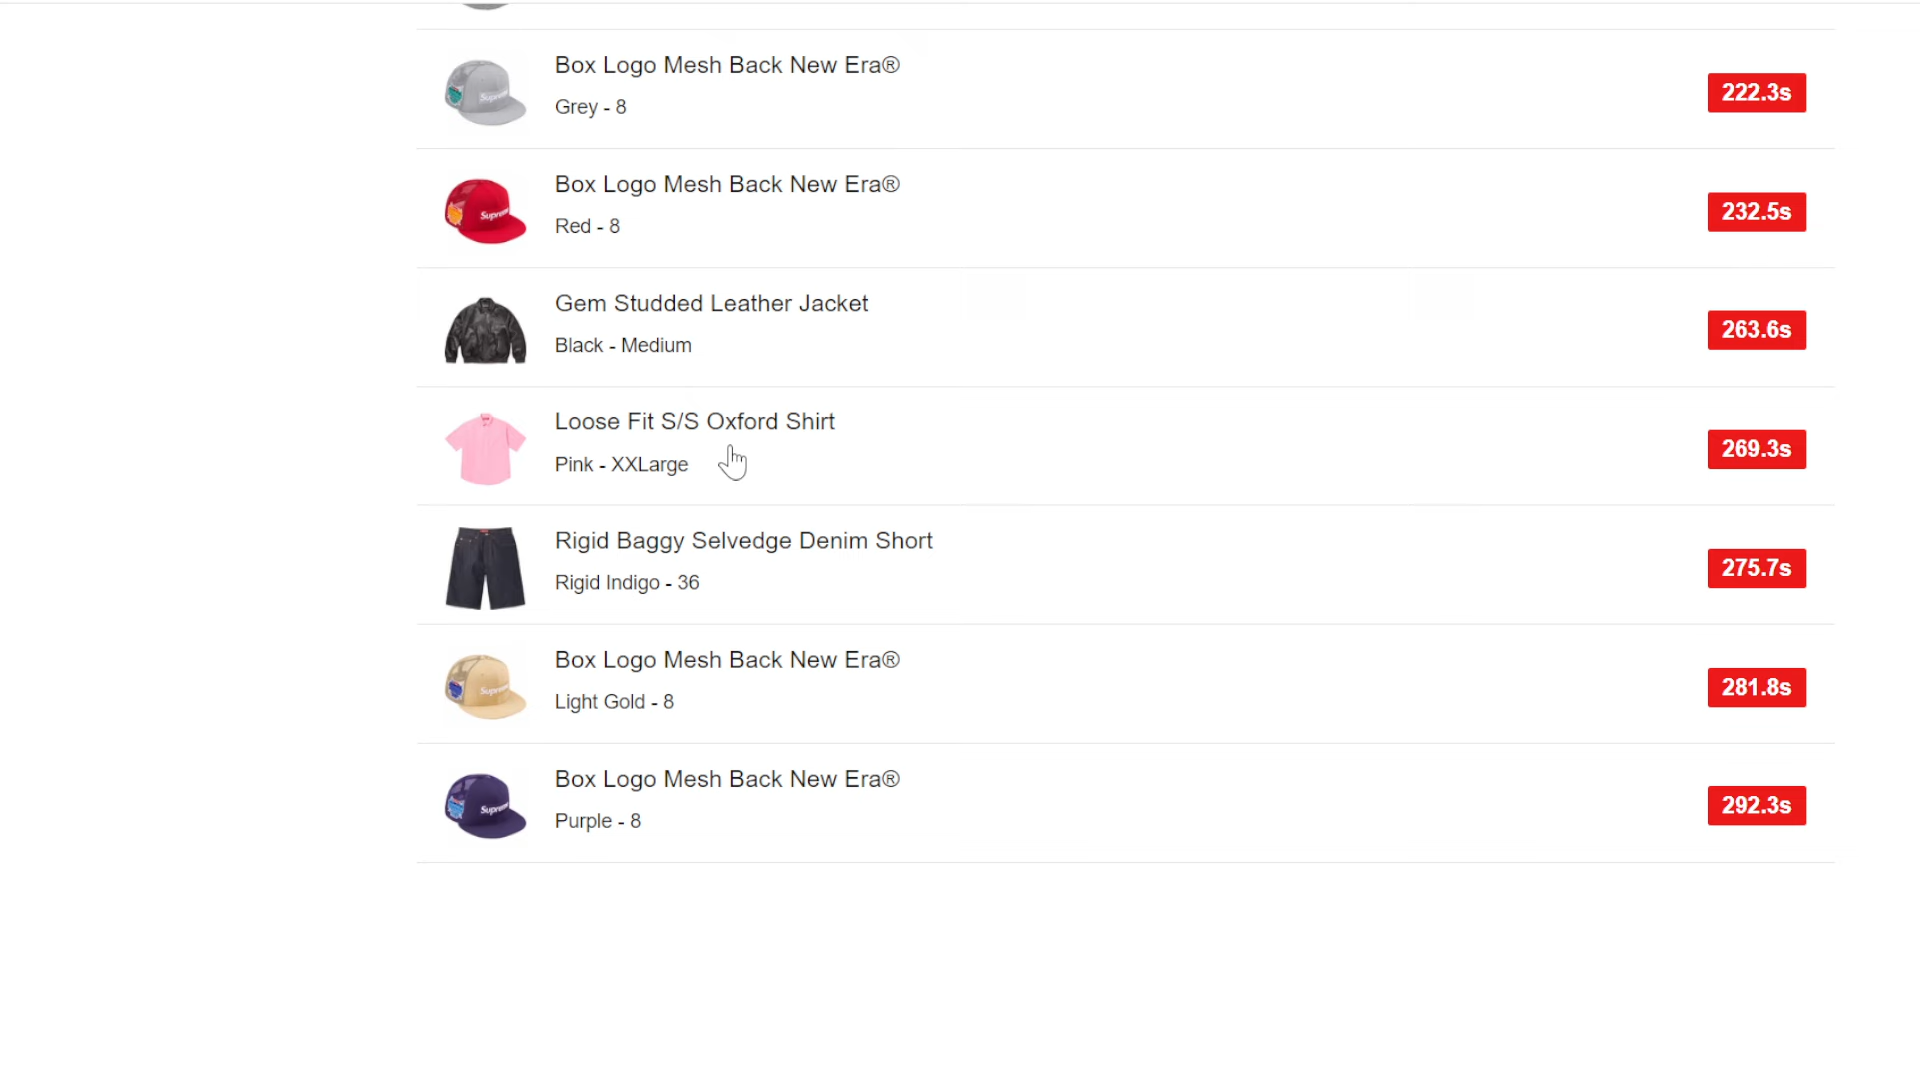 Box Logo Mesh Back New Era®
Grey - 8
222.3s
Box Logo Mesh Back New Era®
Red - 8
232.5s
Supreme
Gem Studded Leather Jacket
Black - Medium
263.6s
Loose Fit S/S Oxford Shirt
Pink - XXLarge
269.3s
Rigid Baggy Selvedge Denim Short
Rigid Indigo - 36
275.7s
Box Logo Mesh Back New Era®
Light Gold - 8
281.8s
Box Logo Mesh Back New Era®
Purple - 8
292.3s
Supreme